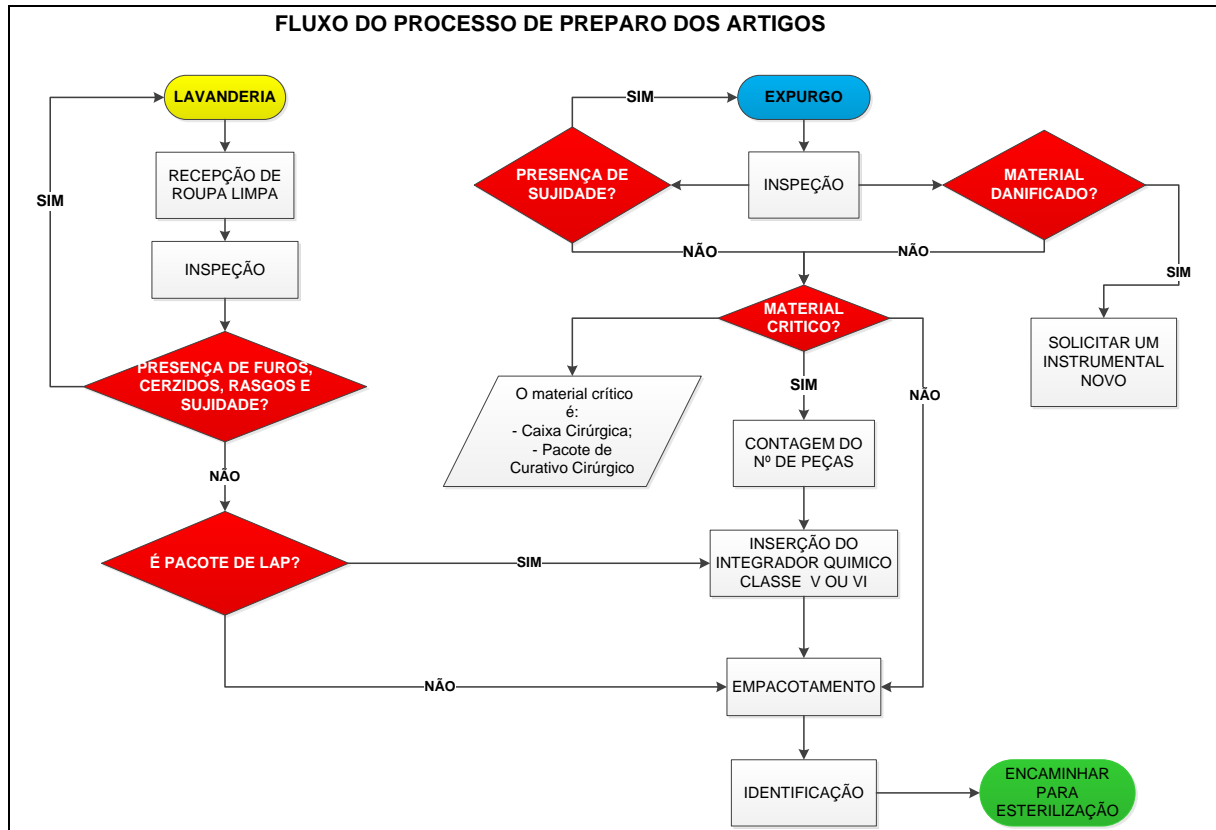 FLUXO DO PROCESSO DE PREPARO DOS ARTIGOS
LAVANDERIA
SIM
EXPURGO
RECEPÇÃO DE
ROUPA LIMPA
SIM
PRESENÇA DE
SUJIDADE?
INSPEÇÃO
MATERIAL
DANIFICADO?
INSPEÇÃO
NÃO
NÃO
SIM
MATERIAL
CRITICO?
PRESENÇA DE FUROS,
CERZIDOS, RASGOS E
SUJIDADE?
SOLICITAR UM
INSTRUMENTAL
NOVO
O material crítico
é:
- Caixa Cirúrgica;
- Pacote de
Curativo Cirúrgico
SIM
NÃO
CONTAGEM DO
Nº DE PEÇAS
NÃO
É PACOTE DE LAP?
SIM
INSERÇÃO DO
INTEGRADOR QUIMICO
CLASSE V OU VI
NÃO
EMPACOTAMENTO
IDENTIFICAÇÃO
ENCAMINHAR
PARA
ESTERILIZAÇÃO